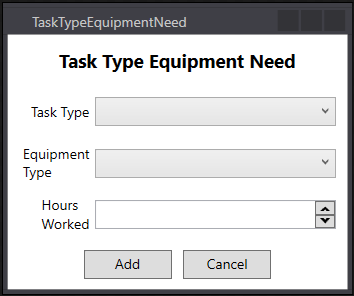 TaskTypeEquipmentNeed
Task Type Equipment Need
Task Type
Equipment
Type
Hours
Worked
Add
Cancel